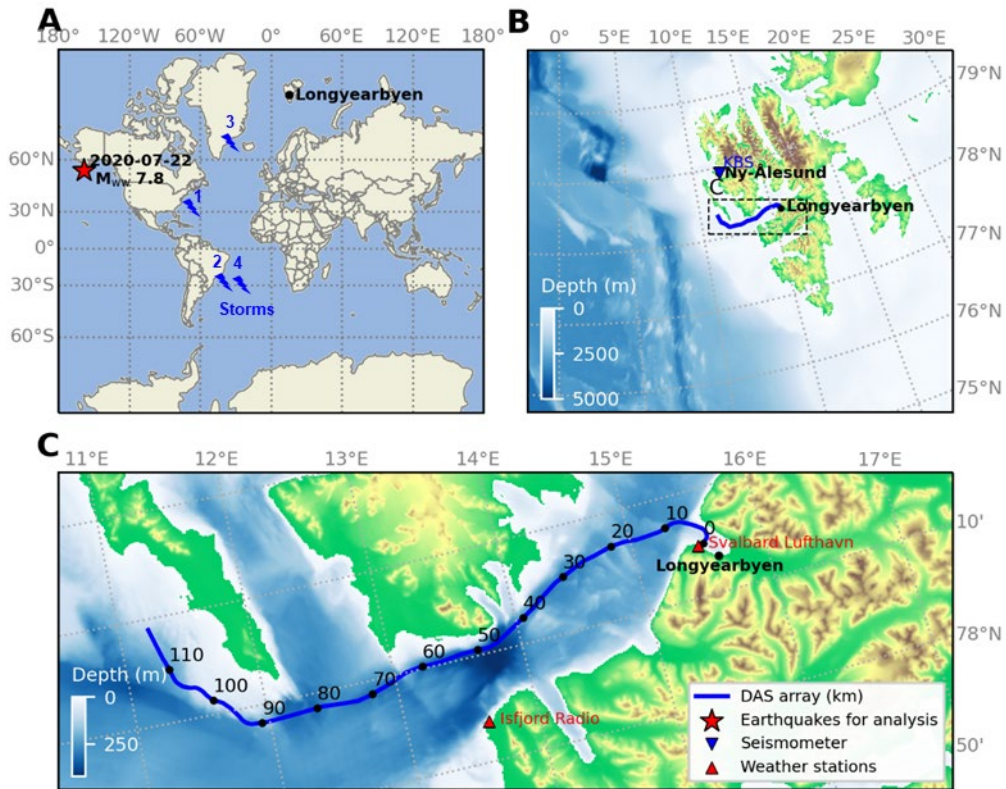 A
180° 120°W 60°W 0° 60°E 120°E 180°
Longyearbyen
3
60°N
2020-07-22
Mww 7.8
1
30°N
0°
2 4
30°S
Storms
60°S
B
0° 5°E 10°E 15°E 20°E 25°E 30°E
79°N
78°N
KBS
Ny-Ålesund
C
Longyearbyen
77°N
76°N
75°N
Depth (m)
0
2500
5000
C
11°E 12°E 13°E 14°E 15°E 16°E 17°E
10'
10 0
20
Svalbard Lufthavn
Longyearbyen
30
40
50
60
70
80
90
100
110
78°N
Depth (m)
0
250
Isfjord Radio
50'
DAS array (km)
Earthquakes for analysis
Seismometer
Weather stations